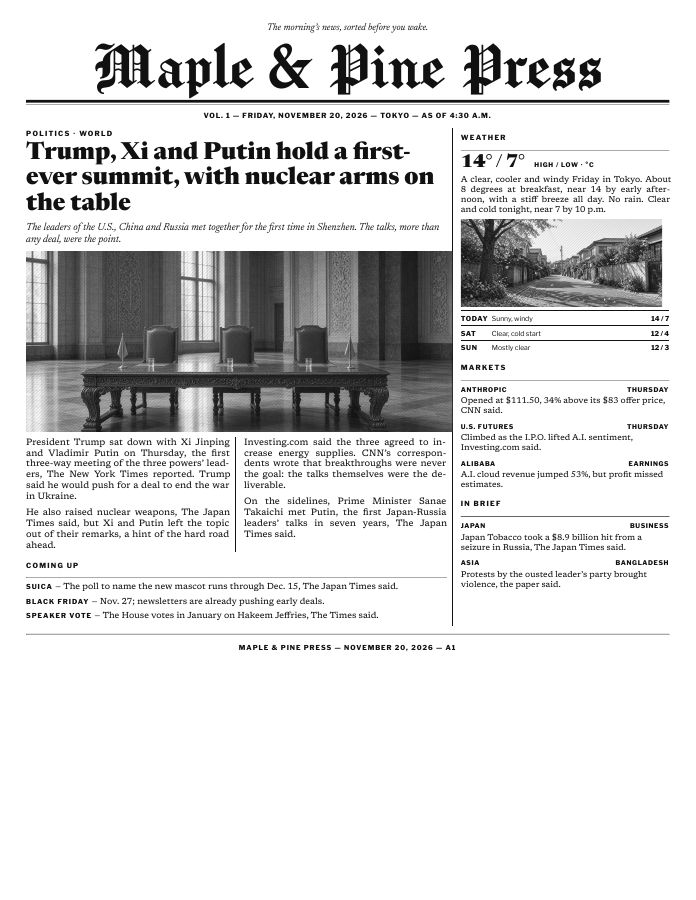 The morning's news, sorted before you wake.
Maple & Pine Press
VOL. 1 — FRIDAY, NOVEMBER 20, 2026 — TOKYO — AS OF 4:30 A.M.
POLITICS · WORLD
Trump, Xi and Putin hold a first-
ever summit, with nuclear arms on
the table
The leaders of the U.S., China and Russia met together for the first time in Shenzhen. The talks, more than
any deal, were the point.
President Trump sat down with Xi Jinping
and Vladimir Putin on Thursday, the first
three-way meeting of the three powers' lead-
ers, The New York Times reported. Trump
said he would push for a deal to end the war
in Ukraine.
He also raised nuclear weapons, The Japan
Times said, but Xi and Putin left the topic
out of their remarks, a hint of the hard road
ahead.
Investing.com said the three agreed to in-
crease energy supplies. CNN's correspon-
dents wrote that breakthroughs were never
the goal: the talks themselves were the de-
liverable.
On the sidelines, Prime Minister Sanae
Takaichi met Putin, the first Japan-Russia
leaders' talks in seven years, The Japan
Times said.
COMING UP
SUICA — The poll to name the new mascot runs through Dec. 15, The Japan Times said.
BLACK FRIDAY — Nov. 27; newsletters are already pushing early deals.
SPEAKER VOTE — The House votes in January on Hakeem Jeffries, The Times said.
WEATHER
14° / 7° HIGH / LOW · °C
A clear, cooler and windy Friday in Tokyo. About
8 degrees at breakfast, near 14 by early after-
noon, with a stiff breeze all day. No rain. Clear
and cold tonight, near 7 by 10 p.m.
TODAY Sunny, windy 14 / 7
SAT Clear, cold start 12 / 4
SUN Mostly clear 12 / 3
MARKETS
ANTHROPIC THURSDAY
Opened at $111.50, 34% above its $83 offer price,
CNN said.
U.S. FUTURES THURSDAY
Climbed as the I.P.O. lifted A.I. sentiment,
Investing.com said.
ALIBABA EARNINGS
A.I. cloud revenue jumped 53%, but profit missed
estimates.
IN BRIEF
JAPAN BUSINESS
Japan Tobacco took a $8.9 billion hit from a
seizure in Russia, The Japan Times said.
ASIA BANGLADESH
Protests by the ousted leader's party brought
violence, the paper said.
MAPLE & PINE PRESS — NOVEMBER 20, 2026 — A1